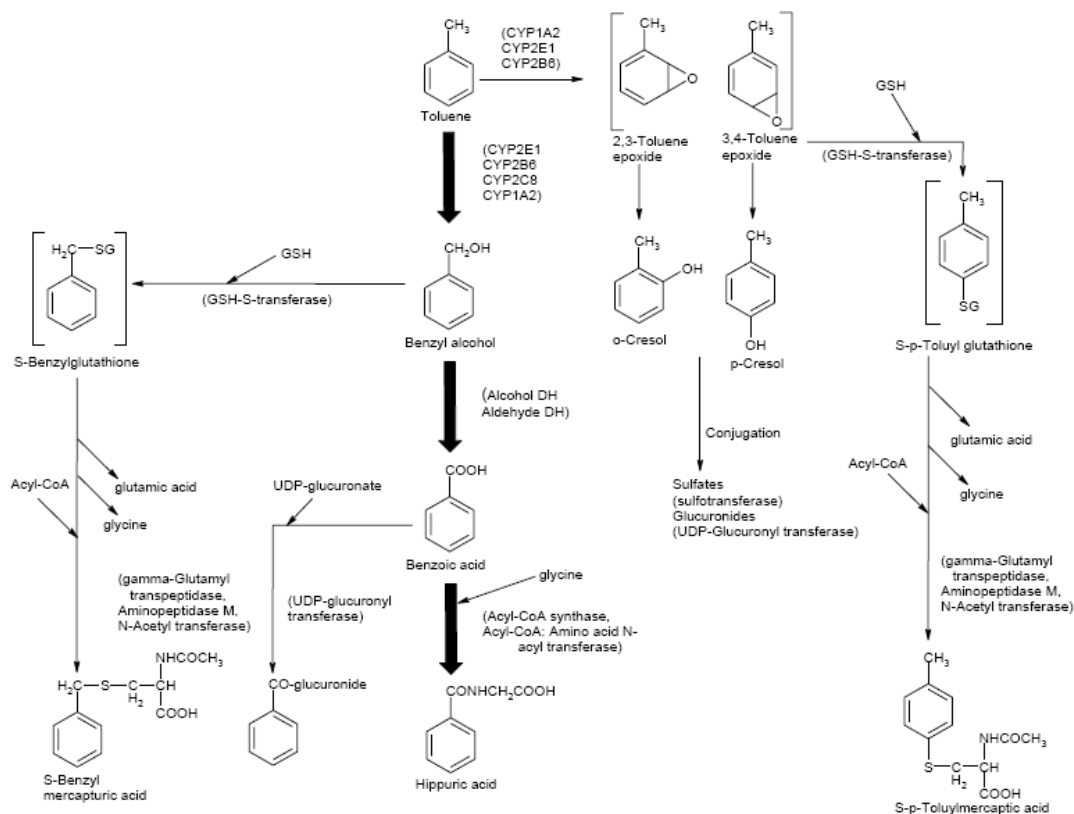 CH3
Toluene
(CYP1A2
CYP2E1
CYP2B6)
CH3
O
2,3-Toluene
epoxide
CH3
O
3,4-Toluene
epoxide
GSH
(GSH-S-transferase)
(CYP2E1
CYP2B6
CYP2C8
CYP1A2)
CH3
SG
S-p-Toluyl glutathione
H2C
SG
S-Benzylglutathione
GSH
(GSH-S-transferase)
CH2OH
Benzyl alcohol
CH3
OH
o-Cresol
CH3
OH
p-Cresol
(Alcohol DH
Aldehyde DH)
Conjugation
Sulfates
(sulfotransferase)
Glucuronides
(UDP-Glucuronyl transferase)
glutamic acid
Acyl-CoA
glycine
Acyl-CoA
glutamic acid
glycine
UDP-glucuronate
COOH
Benzoic acid
(gamma-Glutamyl
transpeptidase,
Aminopeptidase M,
N-Acetyl transferase)
(UDP-glucuronyl
transferase)
glycine
(Acyl-CoA synthase,
Acyl-CoA: Amino acid N-
acyl transferase)
(gamma-Glutamyl
transpeptidase,
Aminopeptidase M,
N-Acetyl transferase)
NHCOCH3
H2C
S
C
H2
CH
COOH
S-Benzyl
mercapturic acid
CO-glucuronide
CONHCH2COOH
Hippuric acid
CH3
NHCOCH3
S
C
H2
CH
COOH
S-p-Toluylmercaptic acid